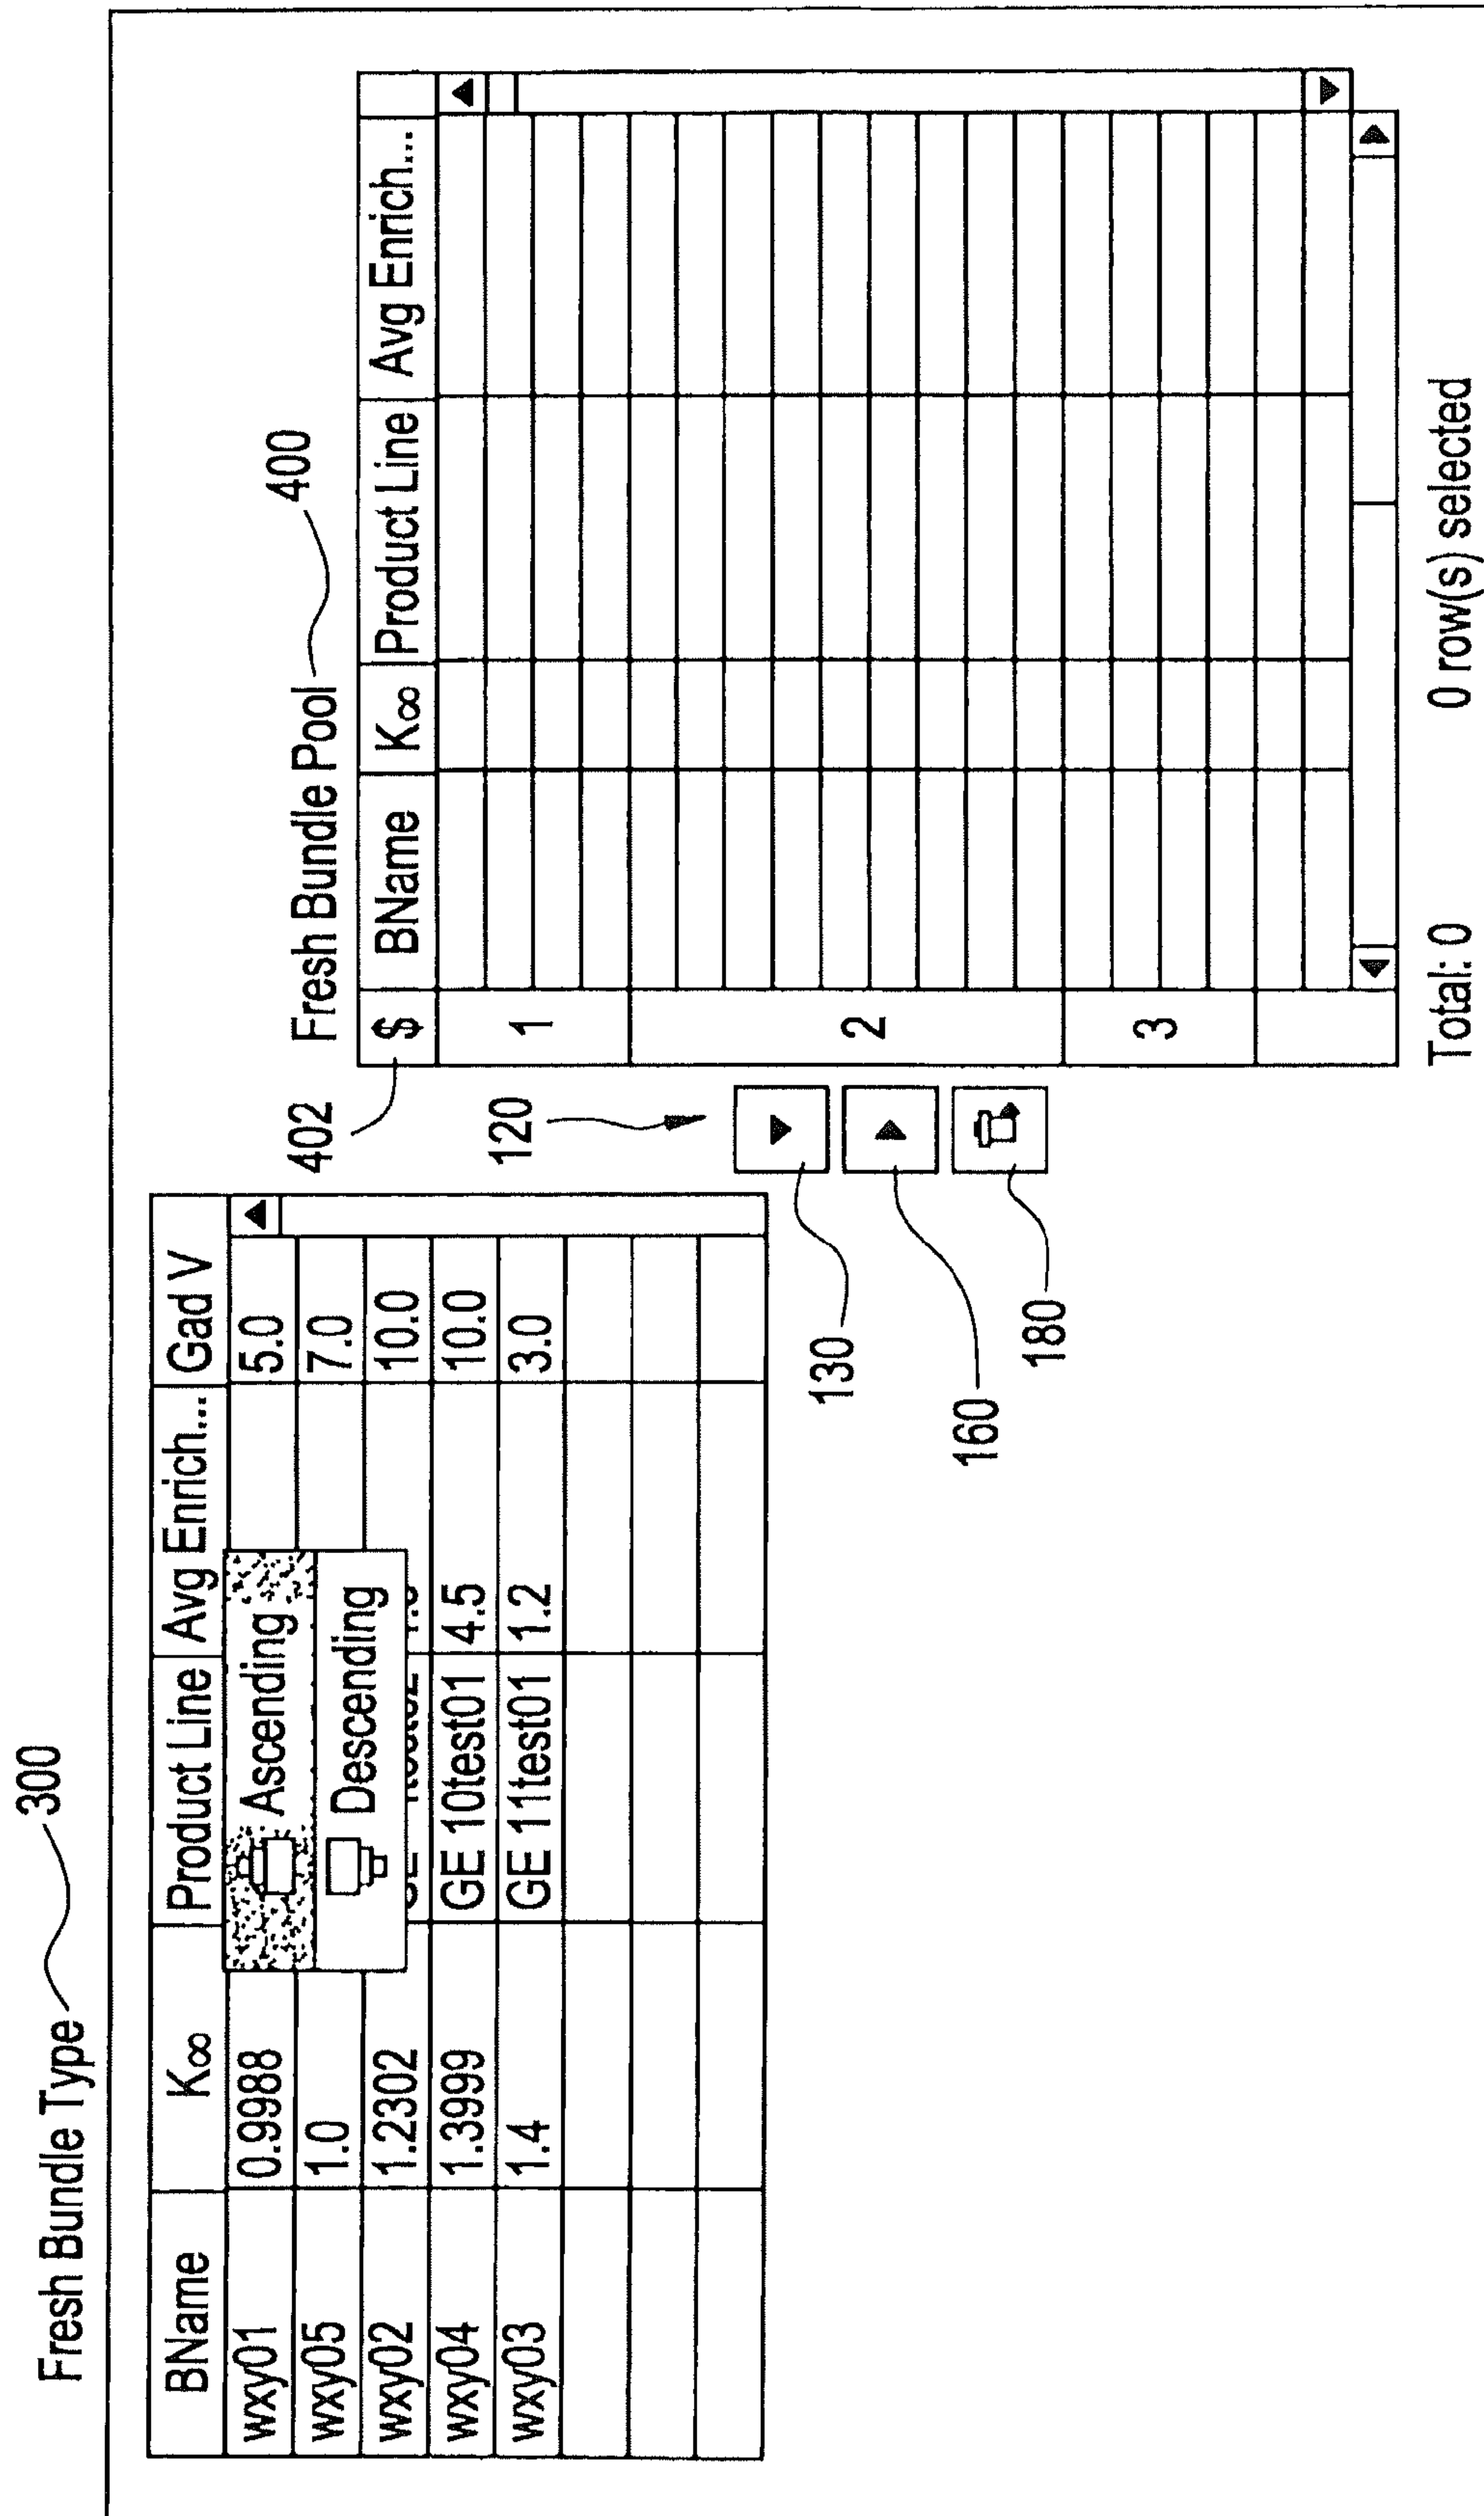 Fresh Bundle Type 300
BName K∞ Product Line Avg Enrich... Gad V
wxy01 0.9988 5.0
wxy05 1.0 7.0
wxy02 1.2302 10.0
wxy04 1.3999 GE 10test01 4.5 10.0
wxy03 1.4 GE 11test01 1.2 3.0
Ascending
Descending
402
120
130
160
180
Fresh Bundle Pool 400
$ BName K∞ Product Line Avg Enrich...
1
2
3
Total: 0 0 row(s) selected